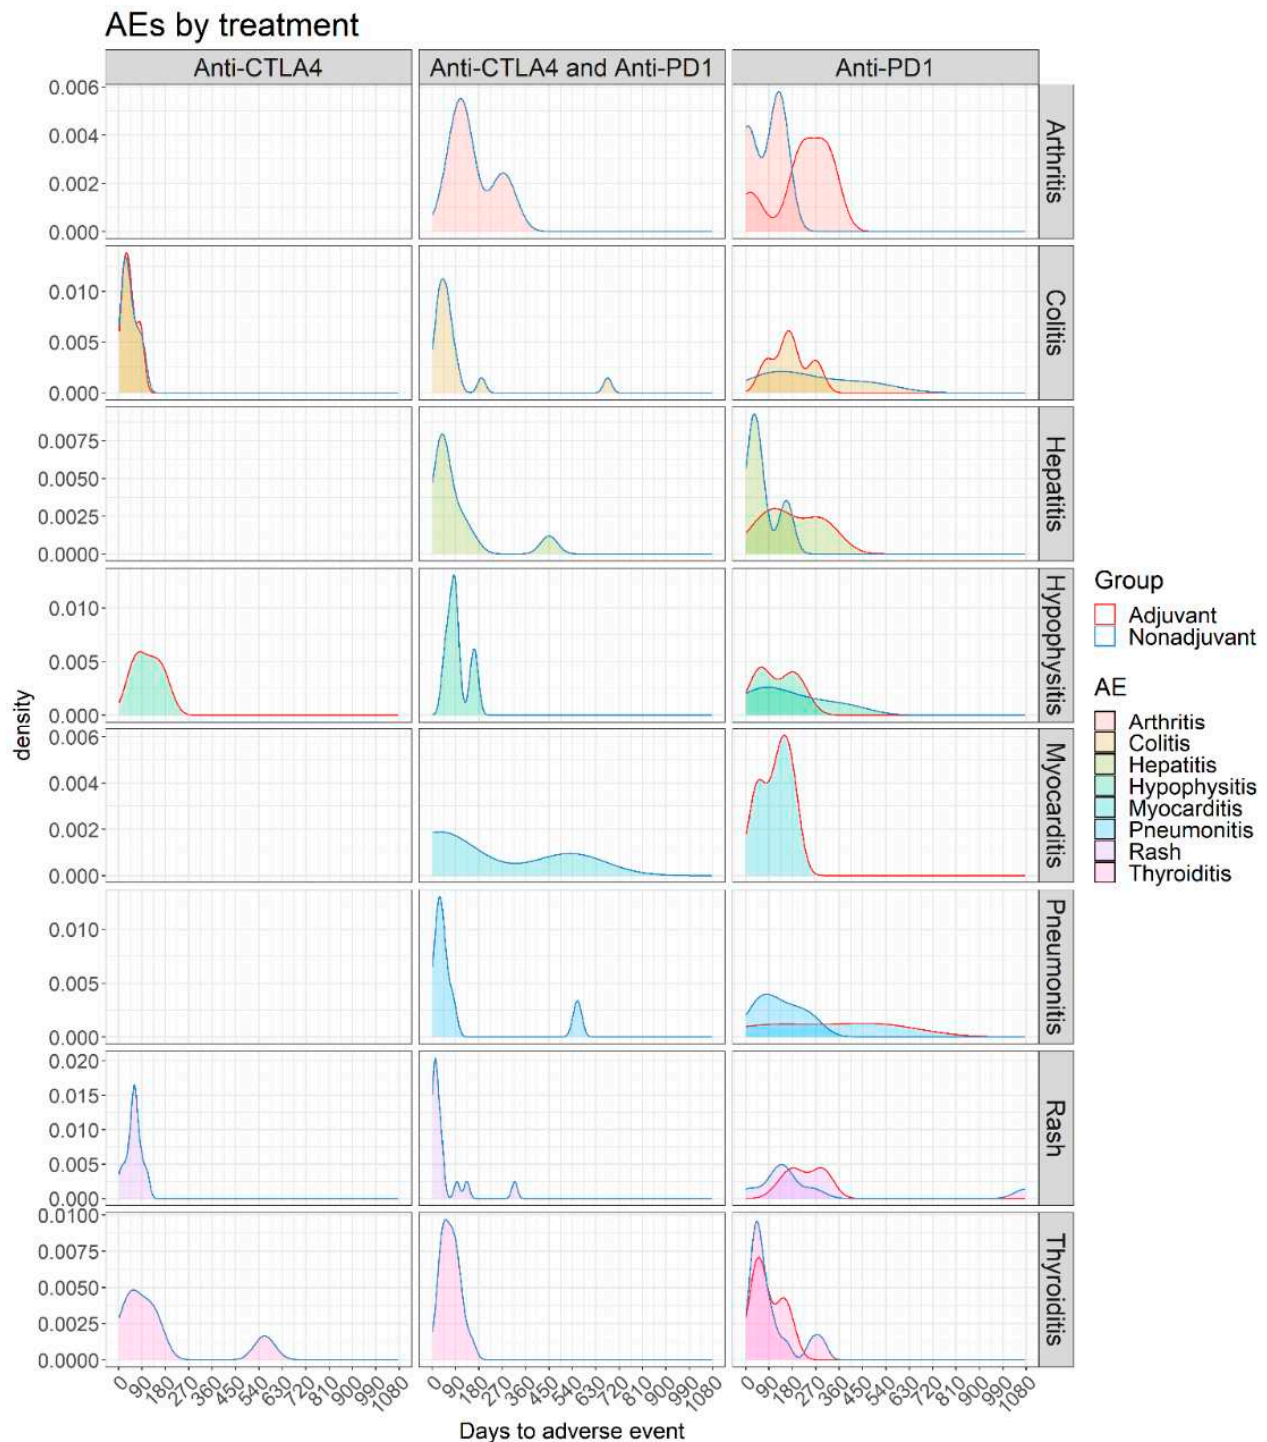 AEs by treatment
Anti-CTLA4
Anti-CTLA4 and Anti-PD1
Anti-PD1
0.006
0.004
0.002
0.000
Arthritis
0.010
0.005
0.000
Colitis
0.0075
0.0050
0.0025
0.0000
Hepatitis
0.010
0.005
0.000
Hypophysitis
0.006
0.004
0.002
0.000
Myocarditis
0.010
0.005
0.000
Pneumonitis
0.020
0.015
0.010
0.005
0.000
Rash
0.0100
0.0075
0.0050
0.0025
0.0000
Thyroiditis
density
0 90 180 270 360 450 540 630 720 810 900 990 1080
0 90 180 270 360 450 540 630 720 810 900 990 1080
0 90 180 270 360 450 540 630 720 810 900 990 1080
Days to adverse event
Group
Adjuvant
Nonadjuvant
AE
Arthritis
Colitis
Hepatitis
Hypophysitis
Myocarditis
Pneumonitis
Rash
Thyroiditis